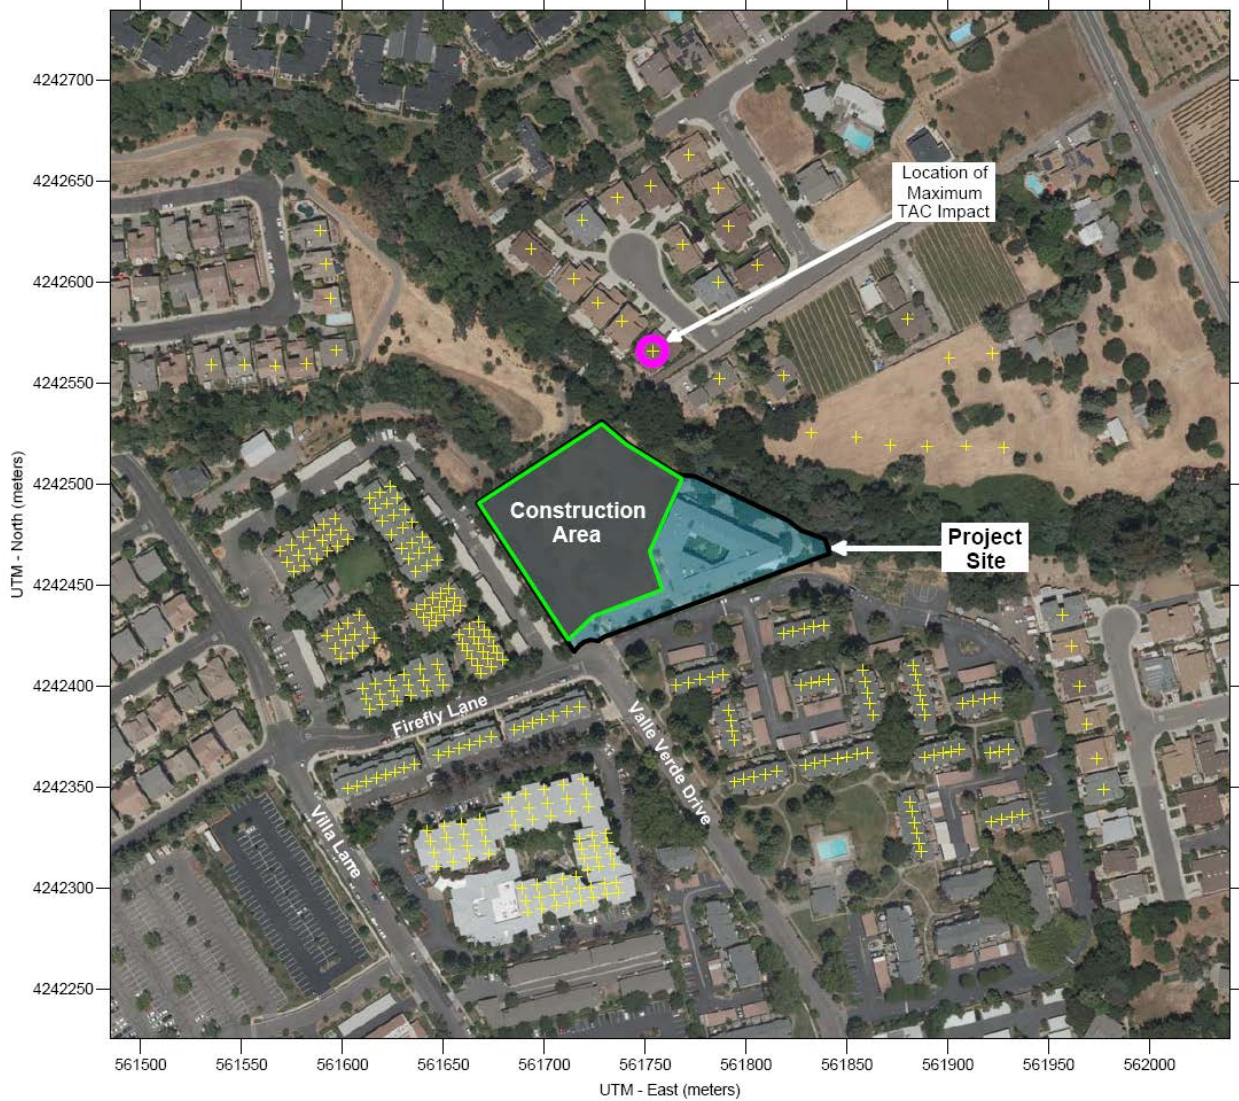 4242700
4242650
4242600
4242550
4242500
4242450
4242400
4242350
4242300
4242250
UTM - North (meters)
Location of
Maximum
TAC Impact
Construction
Area
Project
Site
Firefly Lane
Valle Verde Drive
Villa Lane
561500
561550
561600
561650
561700
561750
561800
561850
561900
561950
562000
UTM - East (meters)